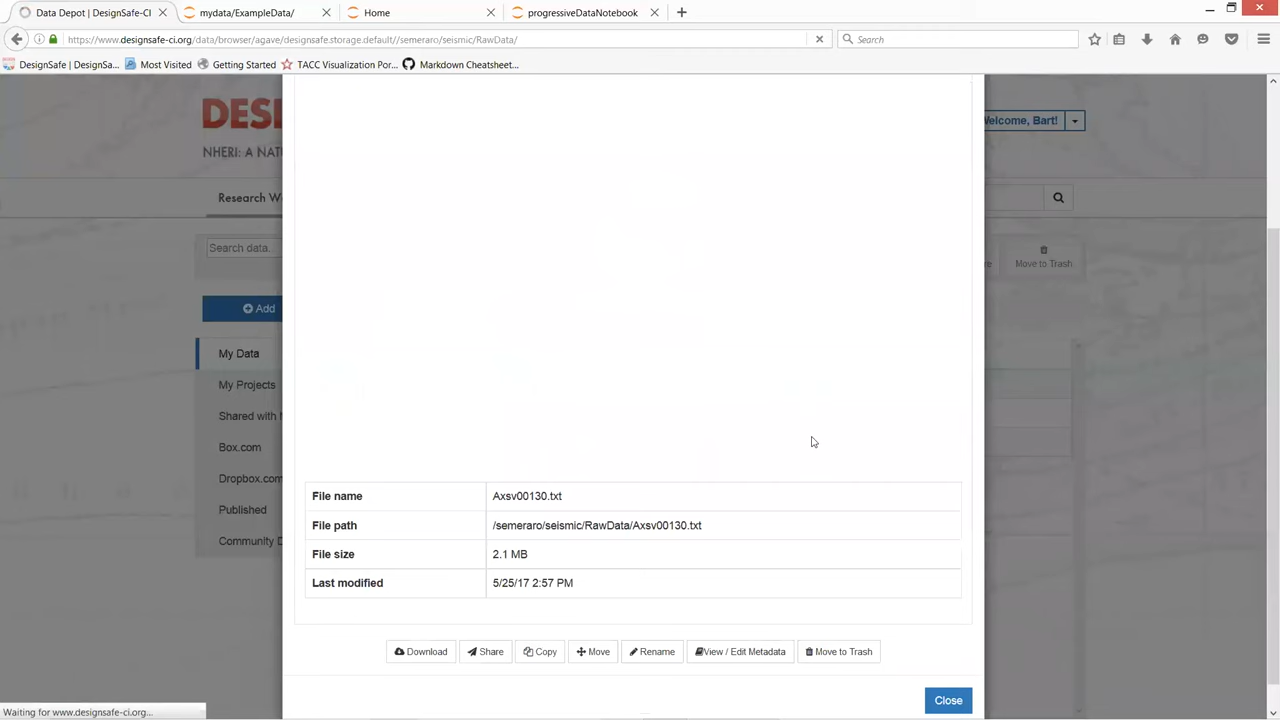 Data Depot | DesignSafe-CI
mydata/ExampleData/
Home
progressiveDataNotebook
https://www.designsafe-ci.org/data/browser/agave/designsafe.storage.default//semeraro/seismic/RawData/
Search
DesignSafe | DesignSa...
Most Visited
Getting Started
TACC Visualization Por...
Markdown Cheatsheet...
DESI
Welcome, Bart!
NHERI: A NAT
Research W
Search data...
Move to Trash
Add
My Data
My Projects
Shared with
Box.com
Dropbox.com
Published
Community D
File name Axsv00130.txt
File path /semeraro/seismic/RawData/Axsv00130.txt
File size 2.1 MB
Last modified 5/25/17 2:57 PM
Download Share Copy Move Rename View / Edit Metadata Move to Trash
Close
Waiting for www.designsafe-ci.org...